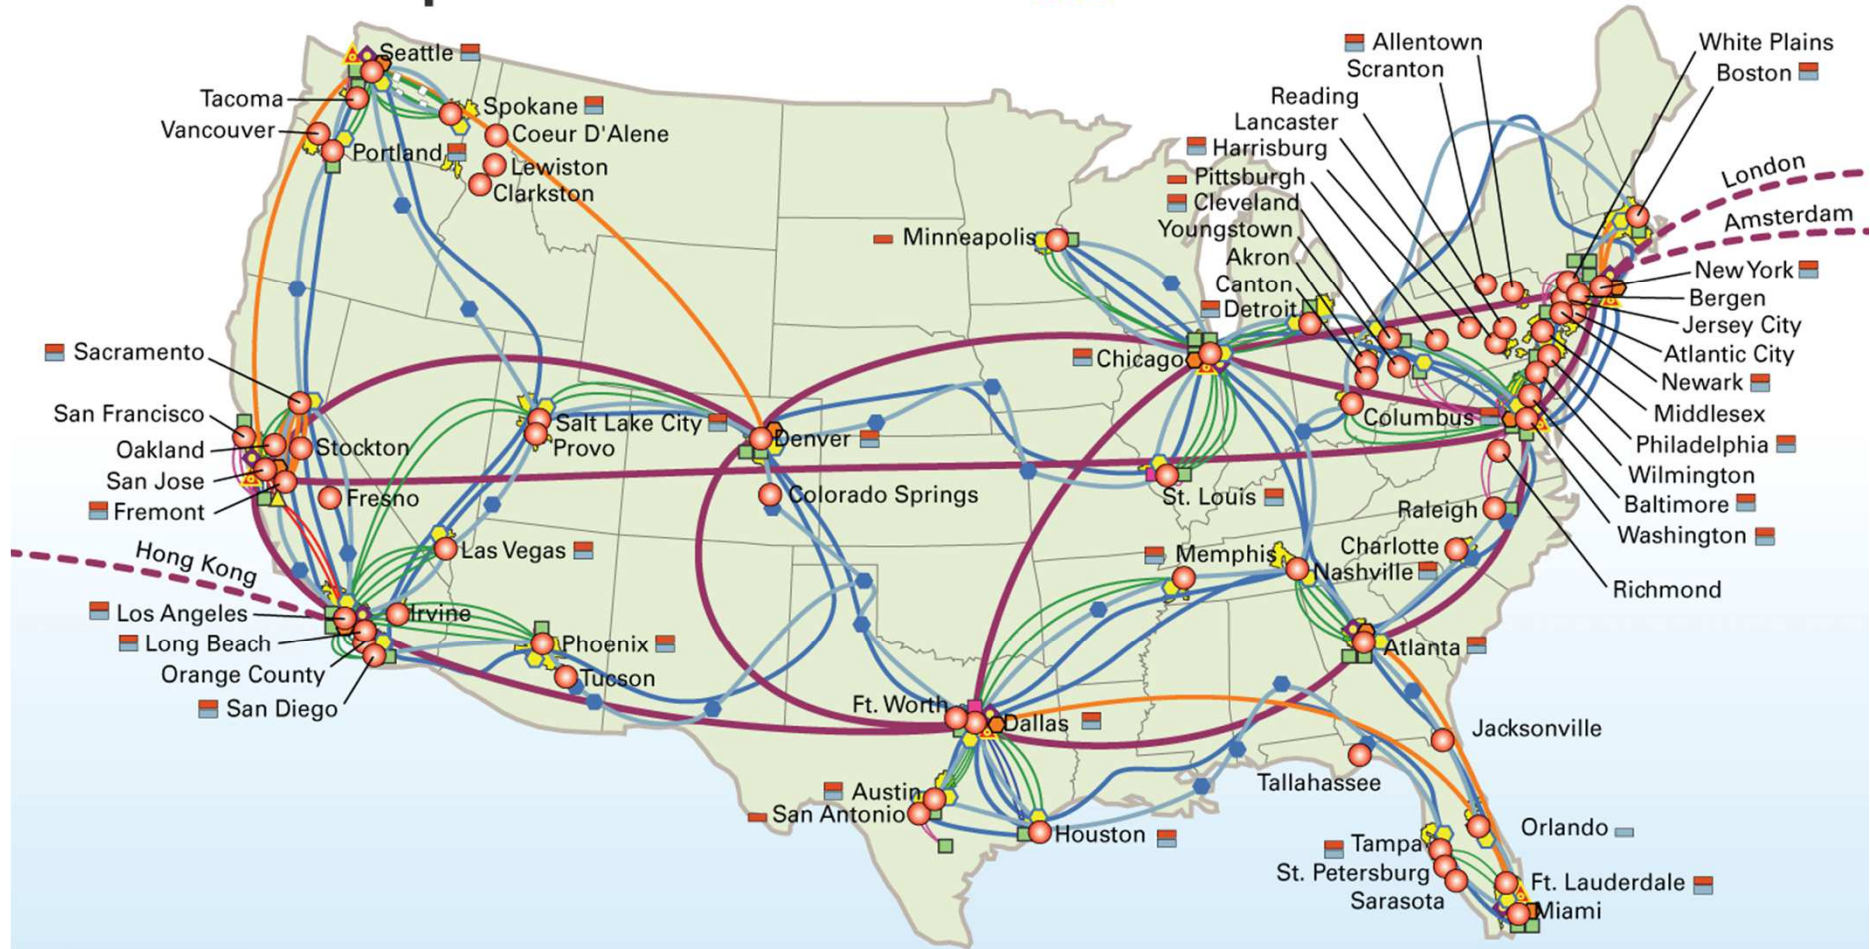 Seattle
Tacoma
Spokane
Vancouver
Coeur D'Alene
Portland
Lewiston
Clarkston
Sacramento
San Francisco
Oakland
Stockton
San Jose
Fresno
Fremont
Hong Kong
Los Angeles
Irvine
Long Beach
Orange County
San Diego
Salt Lake City
Provo
Las Vegas
Phoenix
Tucson
Denver
Colorado Springs
Minneapolis
Chicago
St. Louis
Memphis
Nashville
Ft. Worth
Dallas
Austin
San Antonio
Houston
Allentown
Scranton
Reading
Lancaster
Harrisburg
Pittsburgh
Cleveland
Youngstown
Akron
Canton
Detroit
Columbus
White Plains
Boston
London
Amsterdam
New York
Bergen
Jersey City
Atlantic City
Newark
Middlesex
Philadelphia
Wilmington
Baltimore
Washington
Richmond
Raleigh
Charlotte
Atlanta
Jacksonville
Tallahassee
Orlando
Tampa
St. Petersburg
Sarasota
Ft. Lauderdale
Miami